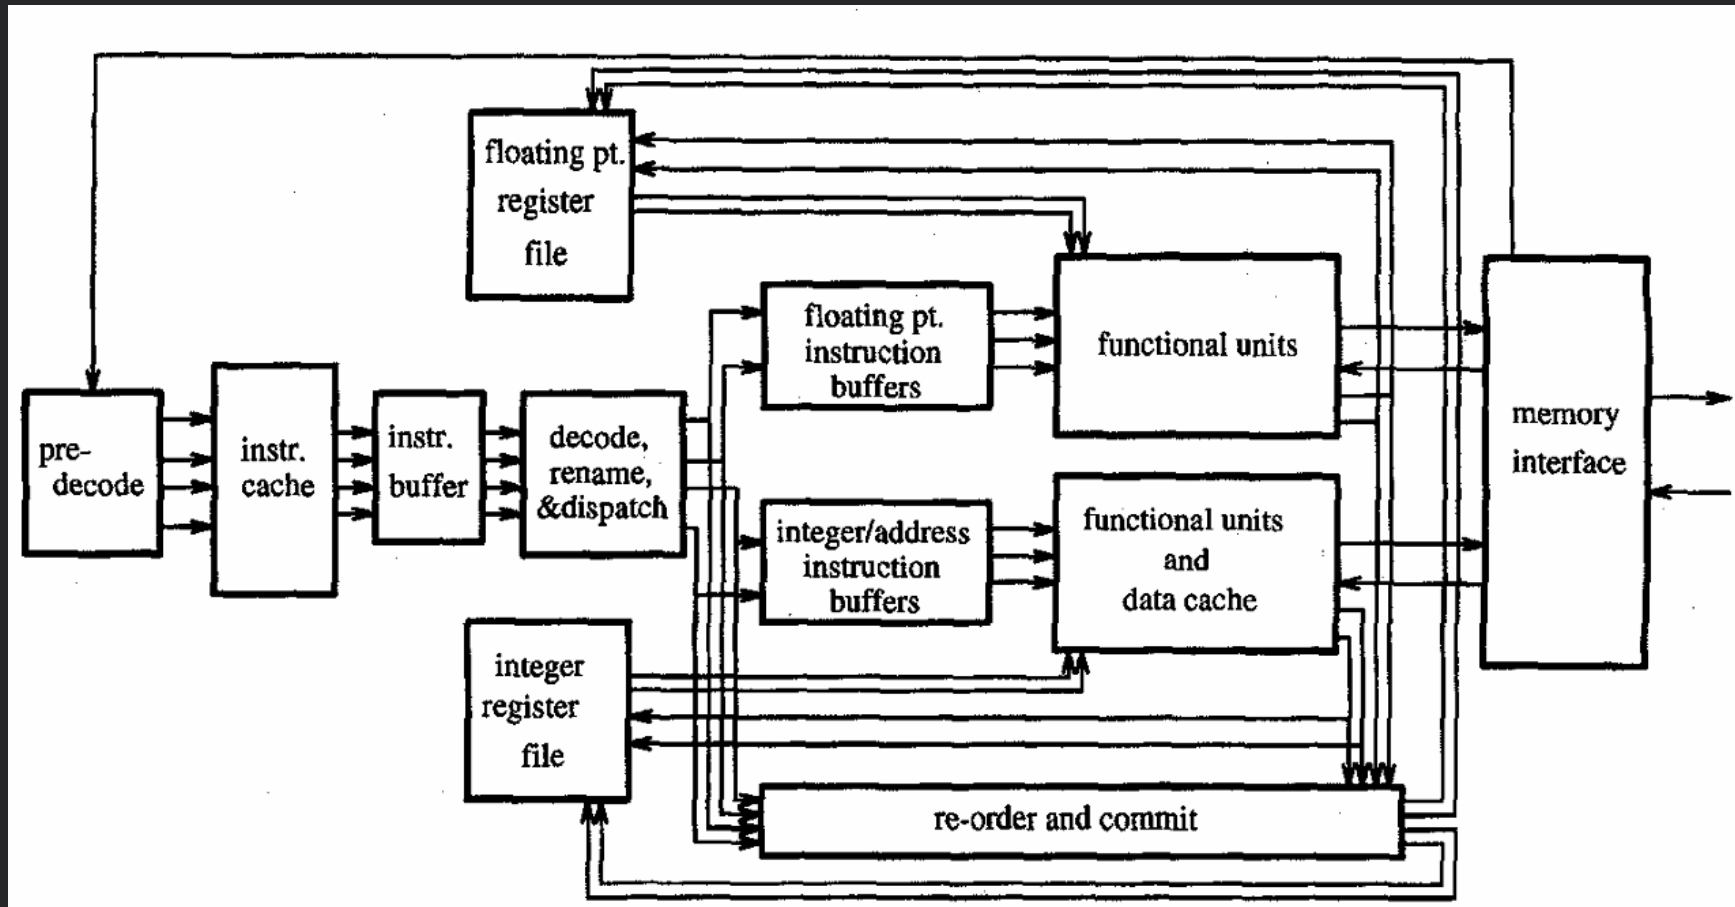 floating pt.
register
file
floating pt.
instruction
buffers
functional units
pre-
decode
instr.
cache
instr.
buffer
decode,
rename,
&dispatch
memory
interface
integer/address
instruction
buffers
functional units
and
data cache
integer
register
file
re-order and commit